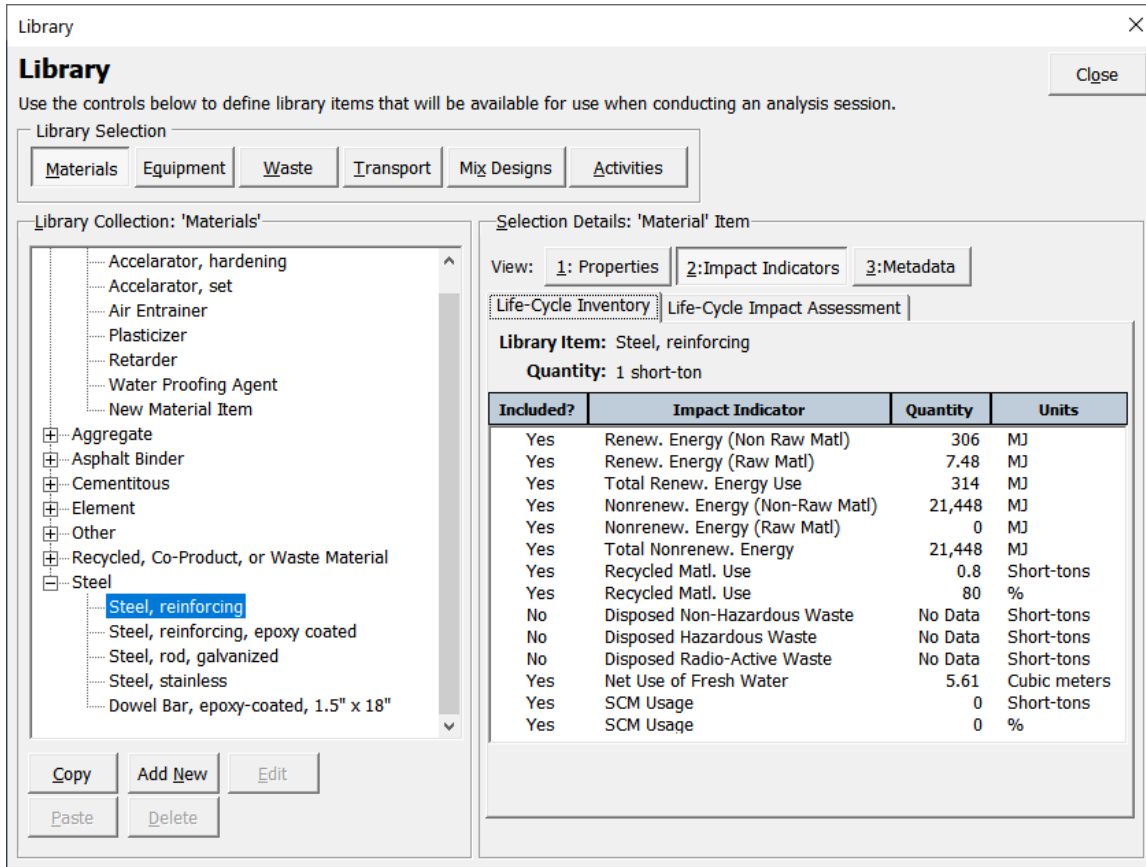 Library
Library
Close
Use the controls below to define library items that will be available for use when conducting an analysis session.
Library Selection
Materials Equipment Waste Transport Mix Designs Activities
Library Collection: 'Materials'
Accelarator, hardening
Accelarator, set
Air Entrainer
Plasticizer
Retarder
Water Proofing Agent
New Material Item
Aggregate
Asphalt Binder
Cementitous
Element
Other
Recycled, Co-Product, or Waste Material
Steel
Steel, reinforcing
Steel, reinforcing, epoxy coated
Steel, rod, galvanized
Steel, stainless
Dowel Bar, epoxy-coated, 1.5" x 18"
Copy Add New Edit
Paste Delete
Selection Details: 'Material' Item
View: 1: Properties 2:Impact Indicators 3:Metadata
Life-Cycle Inventory Life-Cycle Impact Assessment
Library Item: Steel, reinforcing
Quantity: 1 short-ton
Included? Impact Indicator Quantity Units
Yes Renew. Energy (Non Raw Matl) 306 MJ
Yes Renew. Energy (Raw Matl) 7.48 MJ
Yes Total Renew. Energy Use 314 MJ
Yes Nonrenew. Energy (Non-Raw Matl) 21,448 MJ
Yes Nonrenew. Energy (Raw Matl) 0 MJ
Yes Total Nonrenew. Energy 21,448 MJ
Yes Recycled Matl. Use 0.8 Short-tons
Yes Recycled Matl. Use 80 %
No Disposed Non-Hazardous Waste No Data Short-tons
No Disposed Hazardous Waste No Data Short-tons
No Disposed Radio-Active Waste No Data Short-tons
Yes Net Use of Fresh Water 5.61 Cubic meters
Yes SCM Usage 0 Short-tons
Yes SCM Usage 0 %